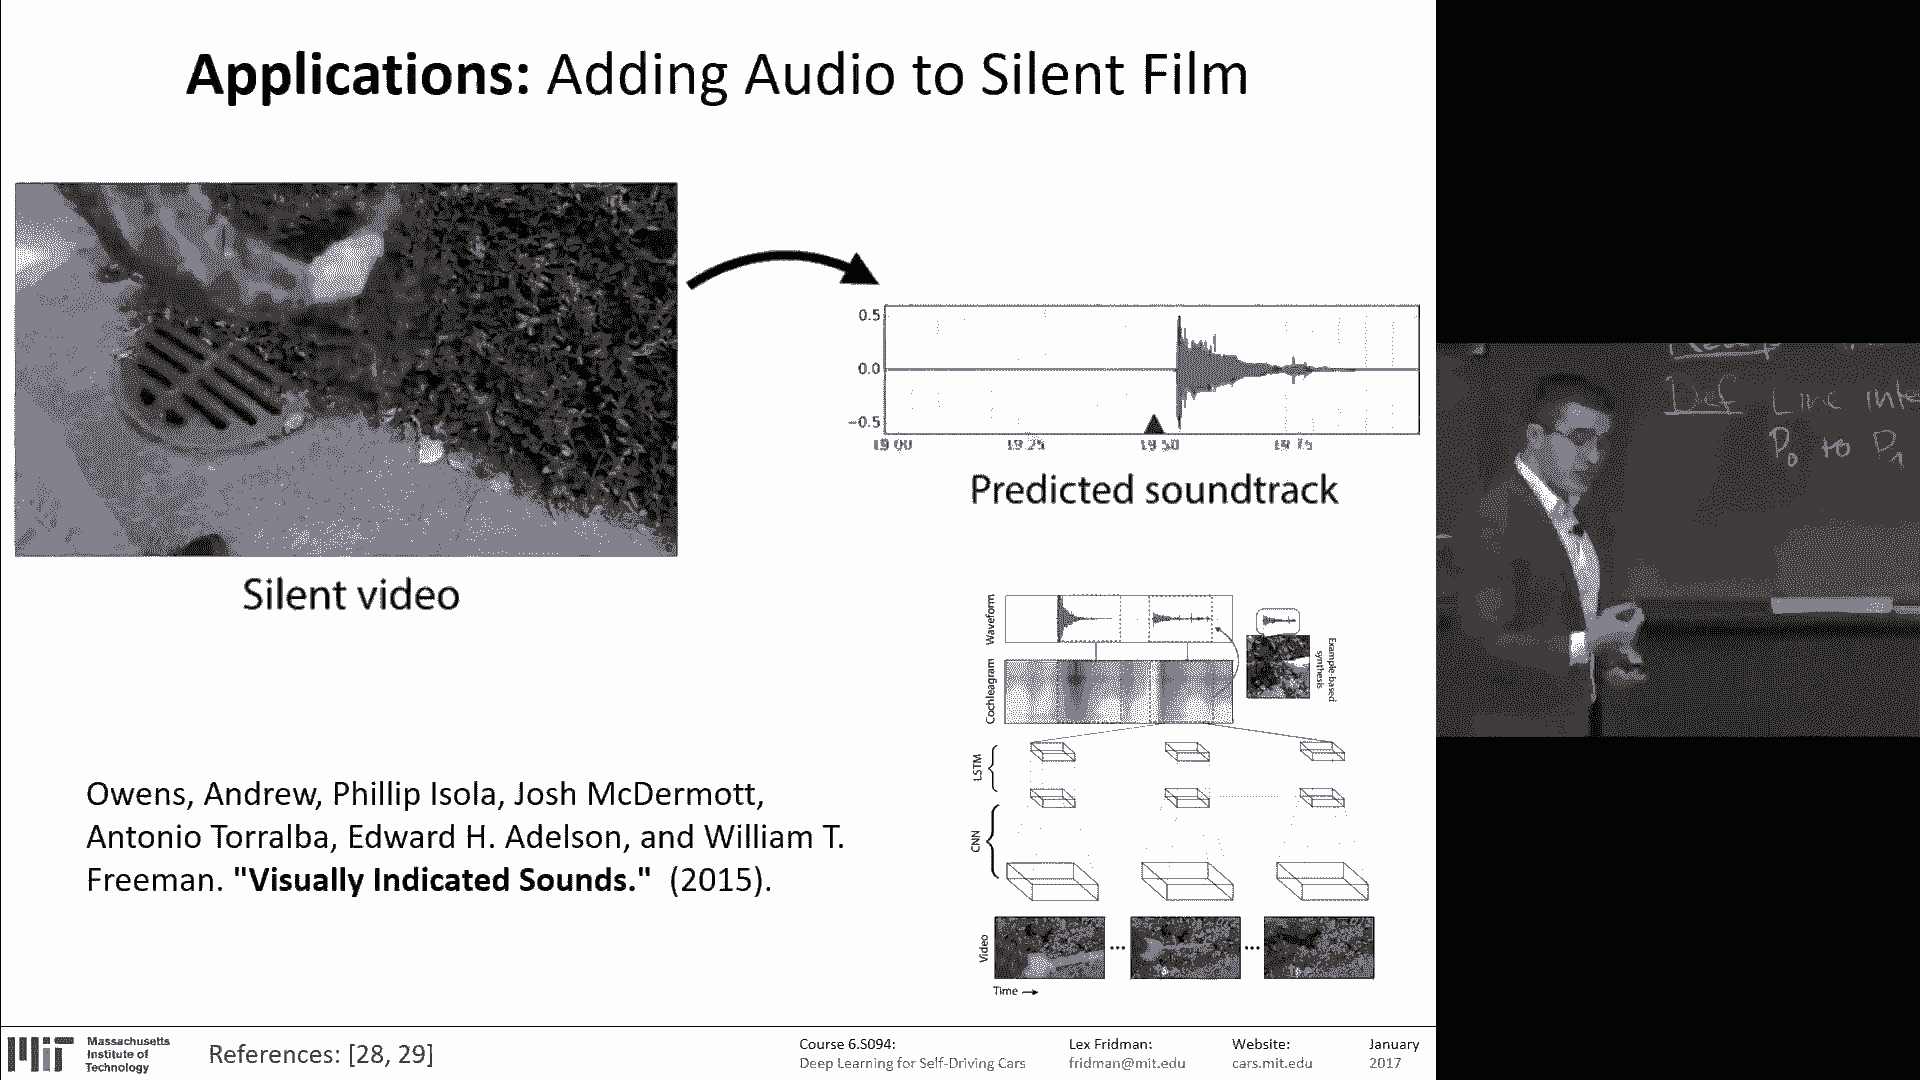 Applications: Adding Audio to Silent Film
0.5
0.0
−0.5
19.00
19.25
19.50
19.75
Predicted soundtrack
Silent video
Waveform
Cochleagram
Example-based
synthesis
LSTM
CNN
Video
Time
Owens, Andrew, Phillip Isola, Josh McDermott,
Antonio Torralba, Edward H. Adelson, and William T.
Freeman. "Visually Indicated Sounds." (2015).
Def Line inte
P0 to P1
Massachusetts
Institute of
Technology
References: [28, 29]
Course 6.S094:
Deep Learning for Self-Driving Cars
Lex Fridman:
fridman@mit.edu
Website:
cars.mit.edu
January
2017